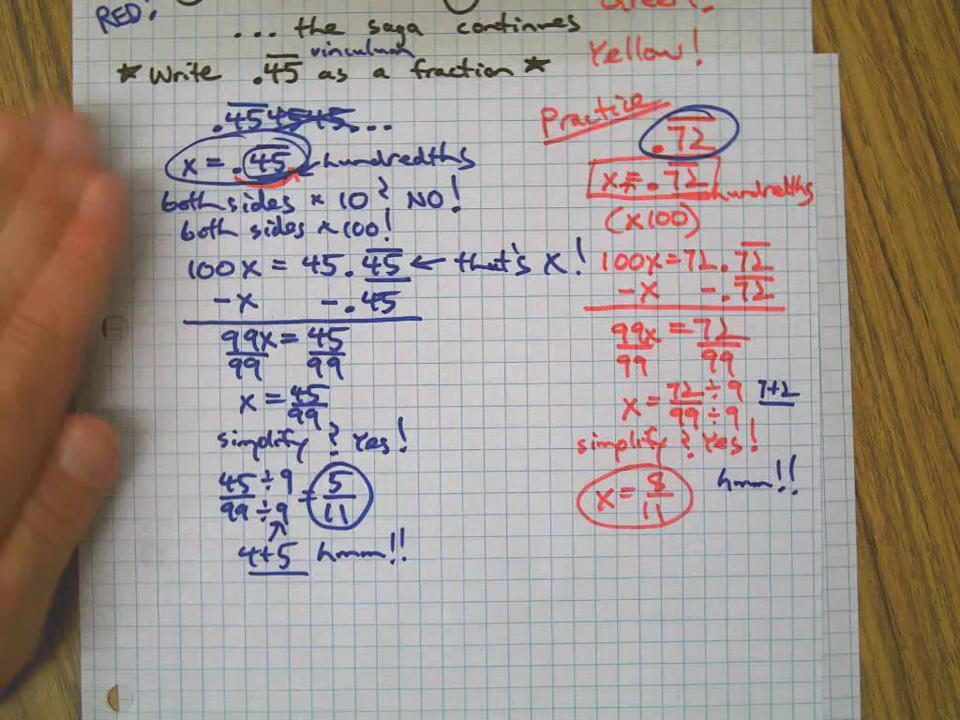 RED:
... the saga continues
vinculum
* Write .45 as a fraction *
.454545...
x = .45 ← hundredths
both sides × 10 ? NO!
both sides × 100!
100x = 45.45 ← that's x!
-x -.45
99x = 45
99 99
x = 45
99
simplify ? Yes!
45 ÷ 9 = 5
99 ÷ 9 11
4+5 hmm!!
Yellow!
Practice .72
x = .72 hundredths
(x100)
100x = 72.72
-x -.72
99x = 72
99 99
x = 72 ÷ 9 7+2
99 ÷ 9
simplify ? Yes!
x = 8 hmm!!
11